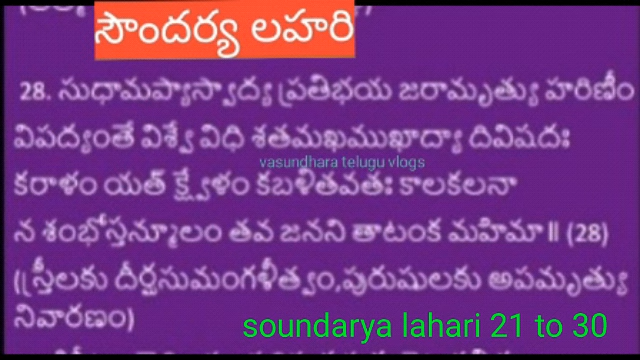 సౌందర్య లహరి
28. సుధామప్యాస్వాద్య ప్రతిభయ జరామృత్యు హరిణీం
విపద్యంతే విశ్వే విధి శతమఖముఖాద్యా దివిషదః
vasundhara telugu vlogs
కరాళం యత్ క్ష్వేళం కబళితవతః కాలకలనా
న శంభోస్తన్మూలం తవ జనని తాటంక మహిమా॥ (28)
(స్త్రీలకు దీర్ఘసుమంగళీత్వం,పురుషులకు అపమృత్యు
నివారణం)
soundarya lahari 21 to 30